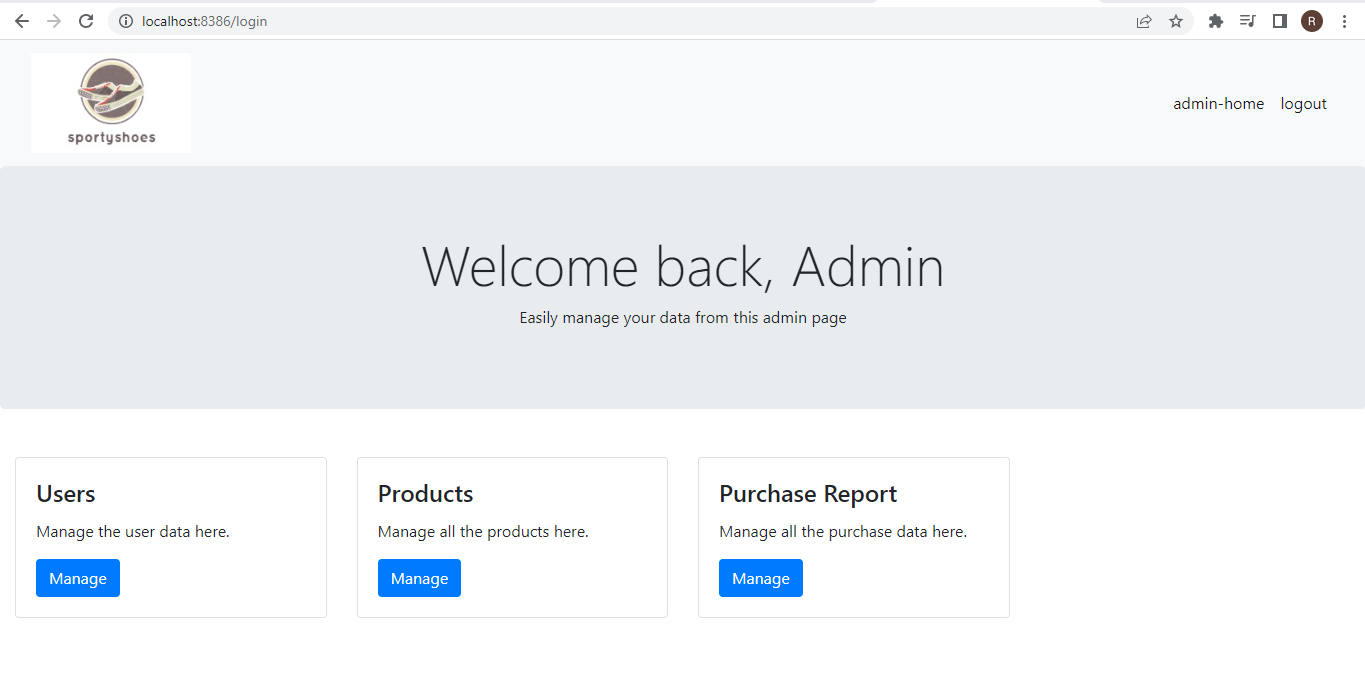 localhost:8386/login
R
sportyshoes
admin-home logout
Welcome back, Admin
Easily manage your data from this admin page
Users
Manage the user data here.
Manage
Products
Manage all the products here.
Manage
Purchase Report
Manage all the purchase data here.
Manage